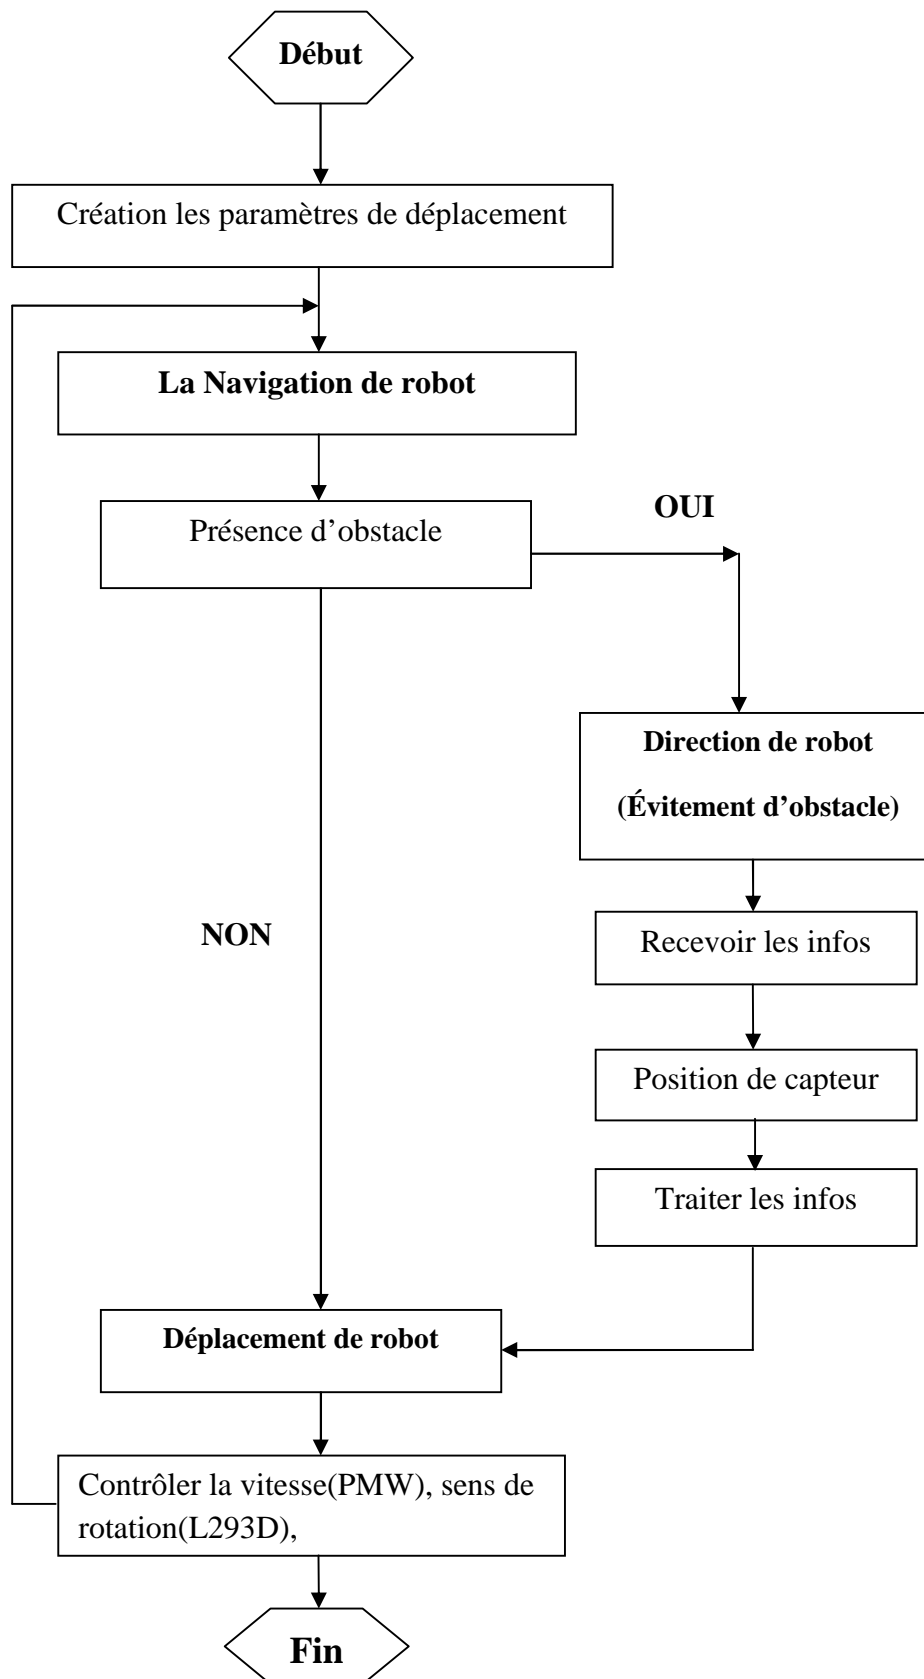 Début
Création les paramètres de déplacement
La Navigation de robot
Présence d’obstacle
OUI
Direction de robot
(Évitement d’obstacle)
NON
Recevoir les infos
Position de capteur
Traiter les infos
Déplacement de robot
Contrôler la vitesse(PMW), sens de
rotation(L293D),
Fin